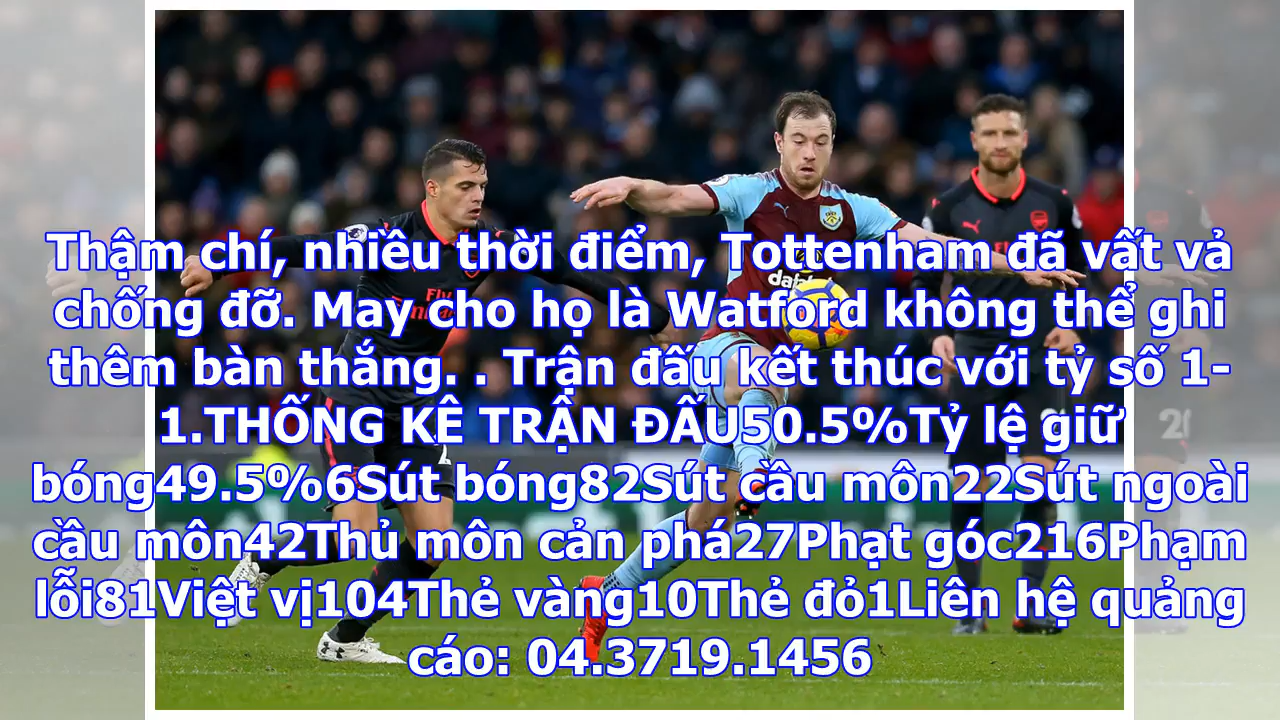 Thậm chí, nhiều thời điểm, Tottenham đã vất vả
chống đỡ. May cho họ là Watford không thể ghi
thêm bàn thắng. . Trận đấu kết thúc với tỷ số 1-
1.THỐNG KÊ TRẬN ĐẤU50.5%Tỷ lệ giữ
bóng49.5%6Sút bóng82Sút cầu môn22Sút ngoài
cầu môn42Thủ môn cản phá27Phạt góc216Phạm
lỗi81Việt vị104Thẻ vàng10Thẻ đỏ1Liên hệ quảng
cáo: 04.3719.1456